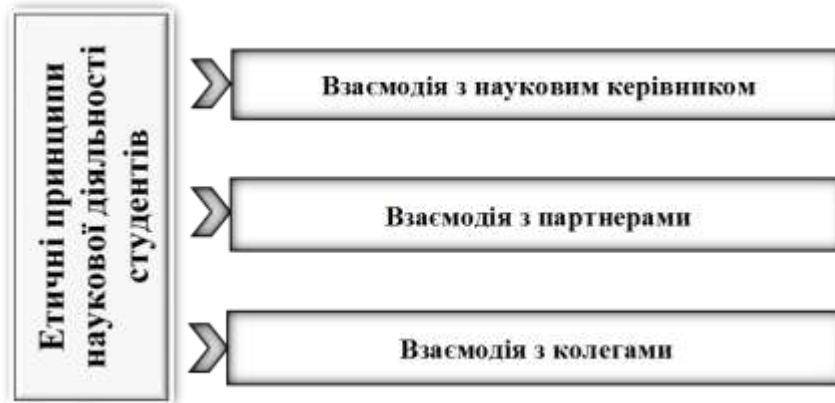 Етичні принципи
наукової діяльності
студентів
Взаємодія з науковим керівником
Взаємодія з партнерами
Взаємодія з колегами